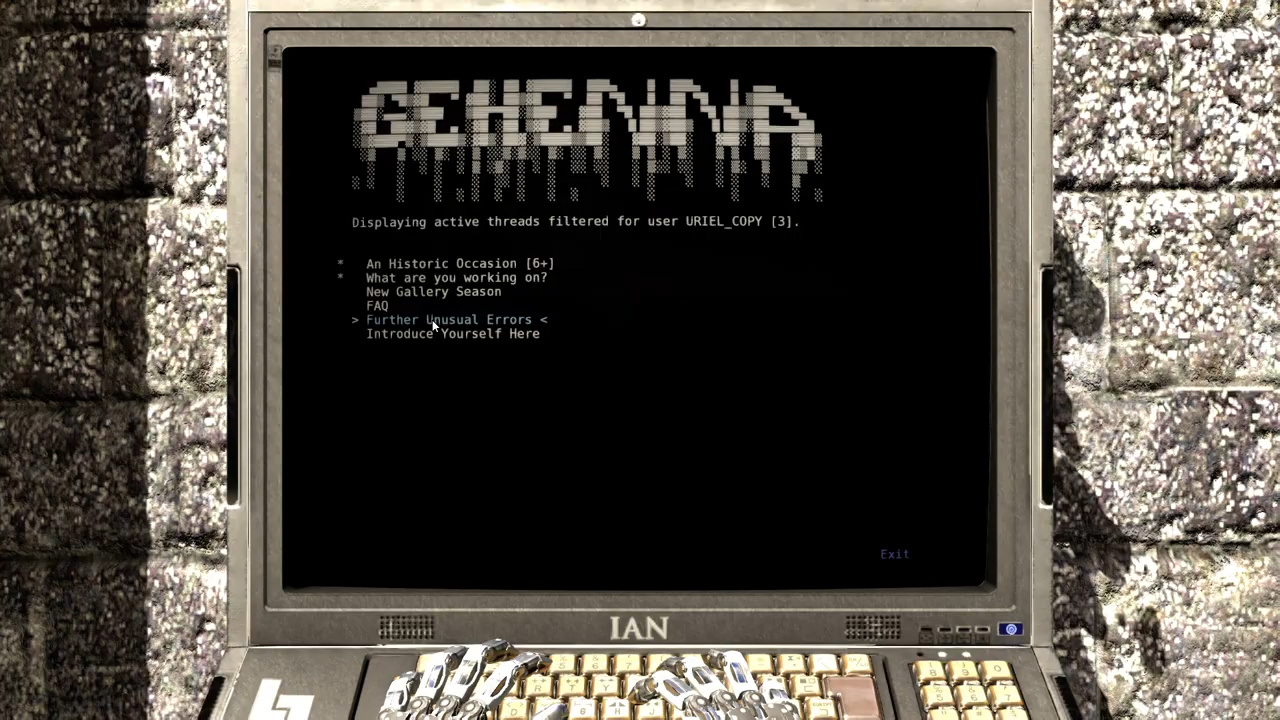 GEHENNA
Displaying active threads filtered for user URIEL_COPY [3].
* An Historic Occasion [6+]
* What are you working on?
New Gallery Season
FAQ
> Further Unusual Errors <
Introduce Yourself Here
Exit
IAN